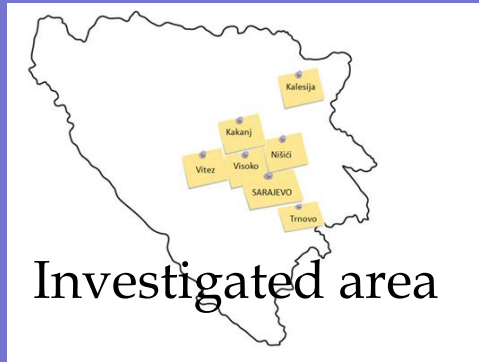 Kalesija
Kakanj
Nišići
Vitez
Visoko
SARAJEVO
Trnovo
Investigated area